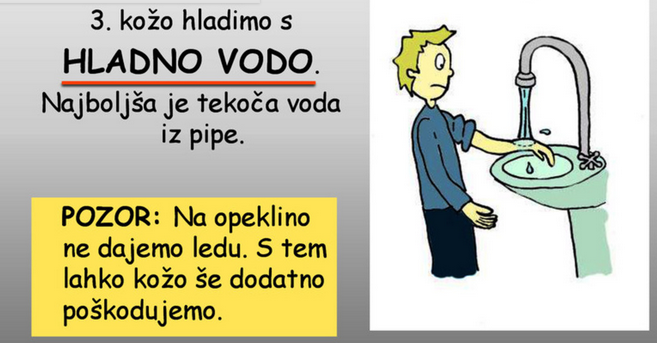 3. kožo hladimo s
HLADNO VODO.
Najboljša je tekoča voda
iz pipe.
POZOR: Na opeklino
ne dajemo ledu. S tem
lahko kožo še dodatno
poškodujemo.